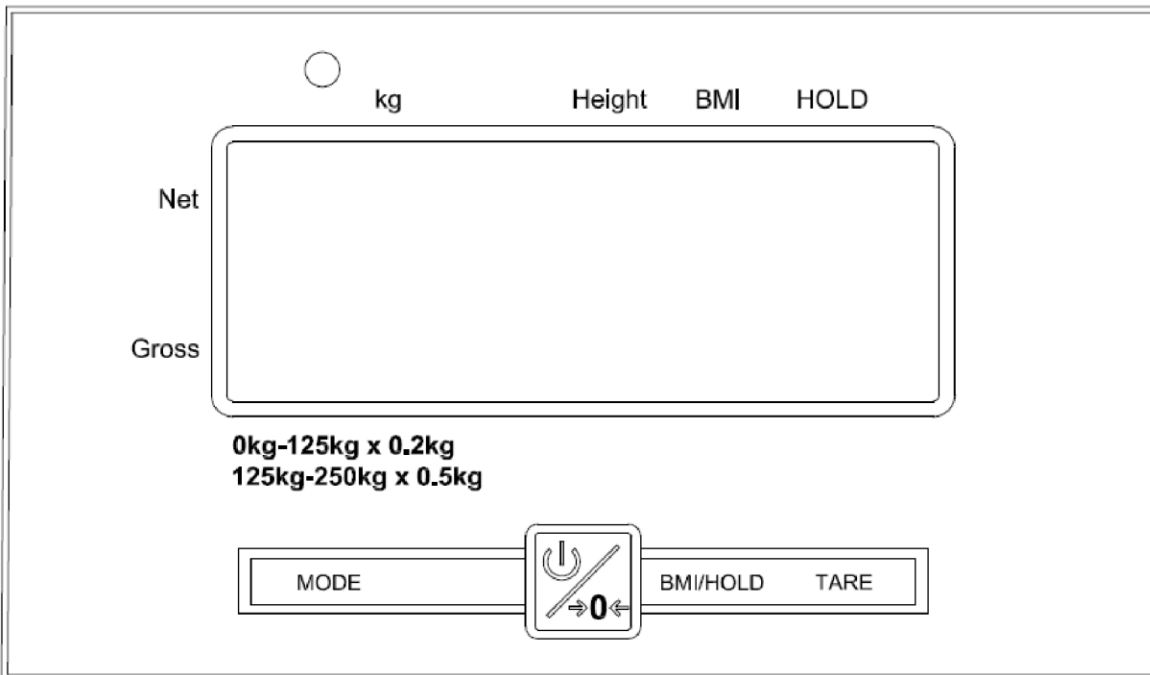 kg Height BMI HOLD
Net
Gross
0kg-125kg x 0.2kg
125kg-250kg x 0.5kg
MODE BMI/HOLD TARE
→0←